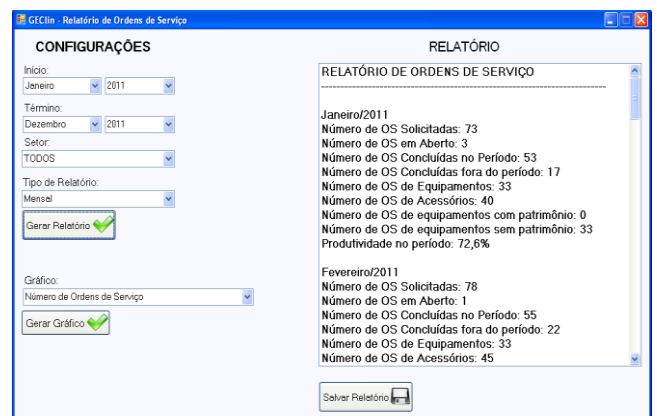 GEClin - Relatório de Ordens de Serviço
CONFIGURAÇÕES
Início:
Janeiro 2011
Término:
Dezembro 2011
Setor:
TODOS
Tipo de Relatório:
Mensal
Gerar Relatório
Gráfico:
Número de Ordens de Serviço
Gerar Gráfico
RELATÓRIO
RELATÓRIO DE ORDENS DE SERVIÇO
--------------------------------------------------------------------------------
Janeiro/2011
Número de OS Solicitadas: 73
Número de OS em Aberto: 3
Número de OS Concluídas no Período: 53
Número de OS Concluídas fora do período: 17
Número de OS de Equipamentos: 33
Número de OS de Acessórios: 40
Número de OS de equipamentos com patrimônio: 0
Número de OS de equipamentos sem patrimônio: 33
Produtividade no período: 72,6%
Fevereiro/2011
Número de OS Solicitadas: 78
Número de OS em Aberto: 1
Número de OS Concluídas no Período: 55
Número de OS Concluídas fora do período: 22
Número de OS de Equipamentos: 33
Número de OS de Acessórios: 45
Salvar Relatório